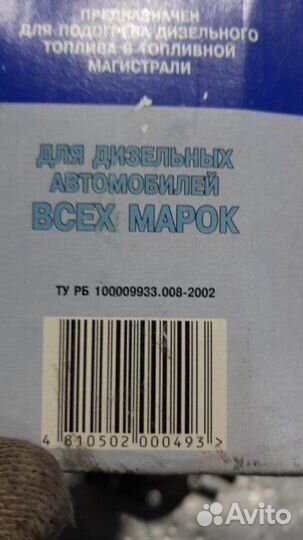 ПРЕДНАЗНАЧЕН
ДЛЯ ПОДОГРЕВА ДИЗЕЛЬНОГО
ТОПЛИВА В ТОПЛИВНОЙ
МАГИСТРАЛИ
ДЛЯ ДИЗЕЛЬНЫХ
АВТОМОБИЛЕЙ
ВСЕХ МАРОК
ТУ РБ 100009933.008-2002
4 810502 000493 >
Avito